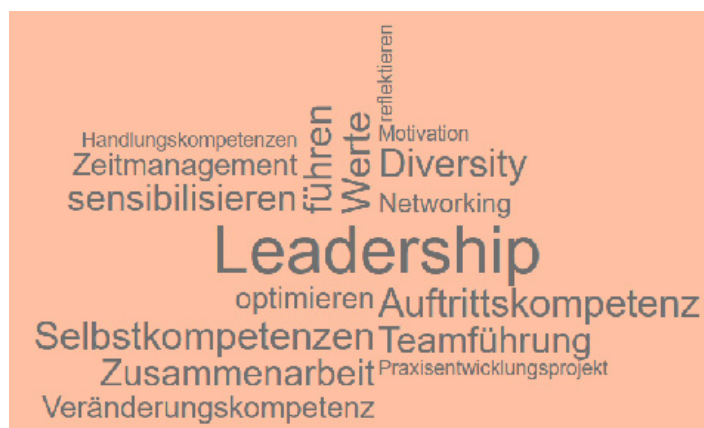 reflektieren
Handlungskompetenzen
führen
Werte
Motivation
Zeitmanagement
Diversity
sensibilisieren
Networking
Leadership
optimieren
Auftrittskompetenz
Selbstkompetenzen
Teamführung
Zusammenarbeit
Praxisentwicklungsprojekt
Veränderungskompetenz